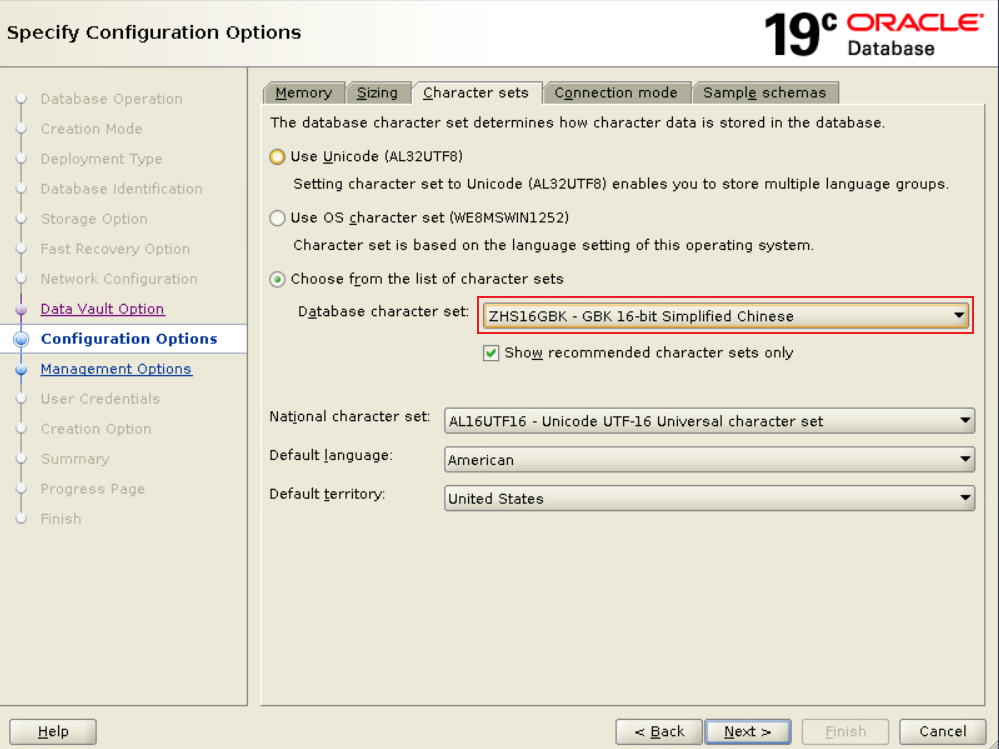 Specify Configuration Options
19c ORACLE
Database
Database Operation
Creation Mode
Deployment Type
Database Identification
Storage Option
Fast Recovery Option
Network Configuration
Data Vault Option
Configuration Options
Management Options
User Credentials
Creation Option
Summary
Progress Page
Finish
Memory Sizing Character sets Connection mode Sample schemas
The database character set determines how character data is stored in the database.
Use Unicode (AL32UTF8)
Setting character set to Unicode (AL32UTF8) enables you to store multiple language groups.
Use OS character set (WE8MSWIN1252)
Character set is based on the language setting of this operating system.
Choose from the list of character sets
Database character set: ZHS16GBK - GBK 16-bit Simplified Chinese
Show recommended character sets only
National character set: AL16UTF16 - Unicode UTF-16 Universal character set
Default language: American
Default territory: United States
Help < Back Next > Finish Cancel